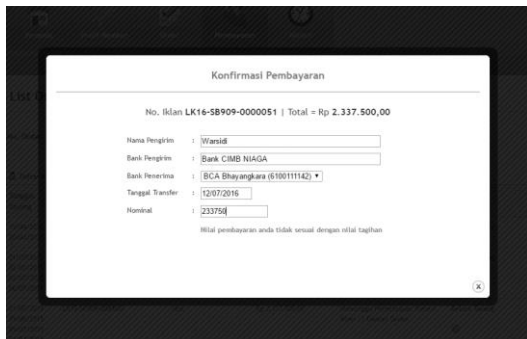 Konfirmasi Pembayaran
No. Iklan LK16-SB909-0000051 | Total = Rp 2.337.500,00
Nama Pengirim : Warsidi
Bank Pengirim : Bank CIMB NIAGA
Bank Penerima : BCA Bhayangkara (6100111142)
Tanggal Transfer : 12/07/2016
Nominal : 233750
Nilai pembayaran anda tidak sesuai dengan nilai tagihan
X